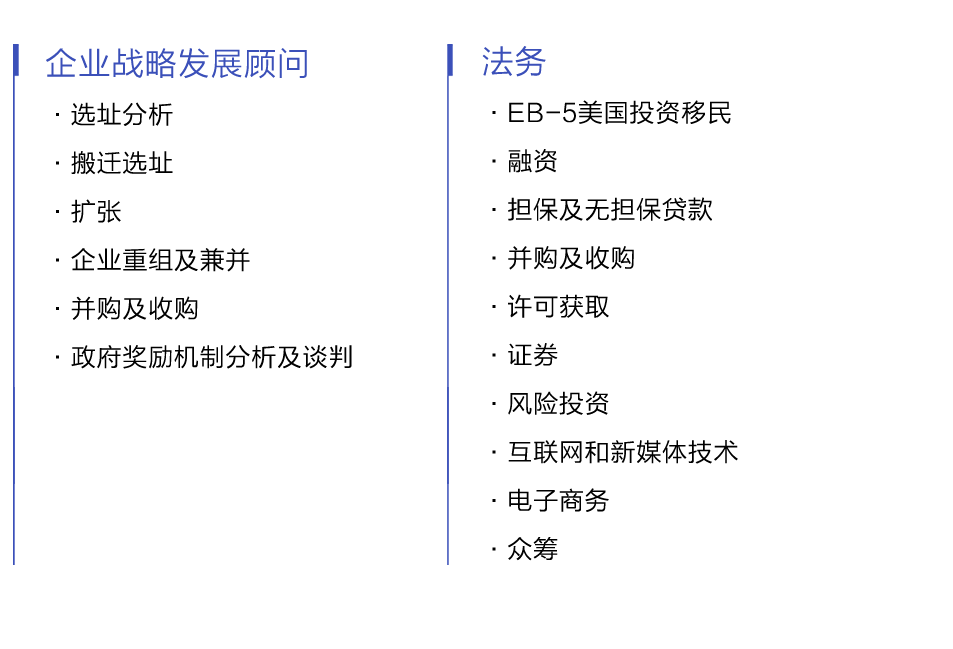 企业战略发展顾问
· 选址分析
· 搬迁选址
· 扩张
· 企业重组及兼并
· 并购及收购
· 政府奖励机制分析及谈判
法务
· EB-5美国投资移民
· 融资
· 担保及无担保贷款
· 并购及收购
· 许可获取
· 证券
· 风险投资
· 互联网和新媒体技术
· 电子商务
· 众筹